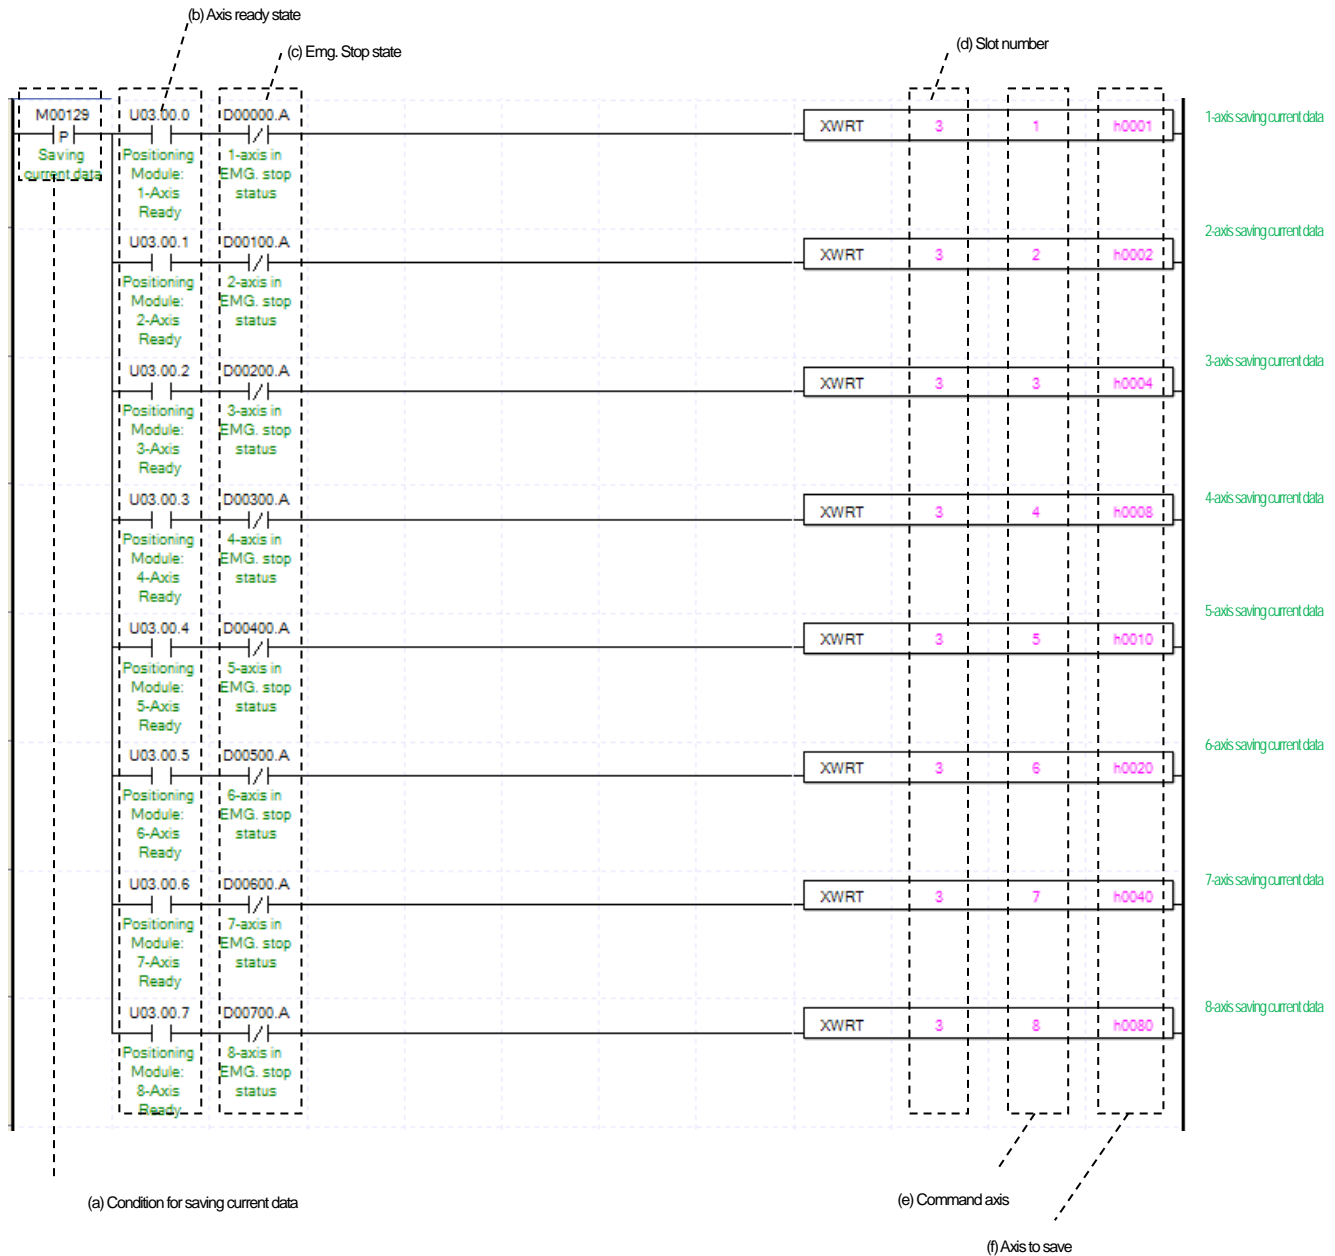 (b) Axis ready state
(c) Emg. Stop state
(d) Slot number
M00129
P
Saving
current data
U03.00.0
D00000.A
XWRT 3 1 h0001
1-axis saving current data
Positioning
Module:
1-Axis
Ready
1-axis in
EMG. stop
status
U03.00.1
D00100.A
XWRT 3 2 h0002
2-axis saving current data
Positioning
Module:
2-Axis
Ready
2-axis in
EMG. stop
status
U03.00.2
D00200.A
XWRT 3 3 h0004
3-axis saving current data
Positioning
Module:
3-Axis
Ready
3-axis in
EMG. stop
status
U03.00.3
D00300.A
XWRT 3 4 h0008
4-axis saving current data
Positioning
Module:
4-Axis
Ready
4-axis in
EMG. stop
status
U03.00.4
D00400.A
XWRT 3 5 h0010
5-axis saving current data
Positioning
Module:
5-Axis
Ready
5-axis in
EMG. stop
status
U03.00.5
D00500.A
XWRT 3 6 h0020
6-axis saving current data
Positioning
Module:
6-Axis
Ready
6-axis in
EMG. stop
status
U03.00.6
D00600.A
XWRT 3 7 h0040
7-axis saving current data
Positioning
Module:
7-Axis
Ready
7-axis in
EMG. stop
status
U03.00.7
D00700.A
XWRT 3 8 h0080
8-axis saving current data
Positioning
Module:
8-Axis
Ready
8-axis in
EMG. stop
status
(a) Condition for saving current data
(e) Command axis
(f) Axis to save